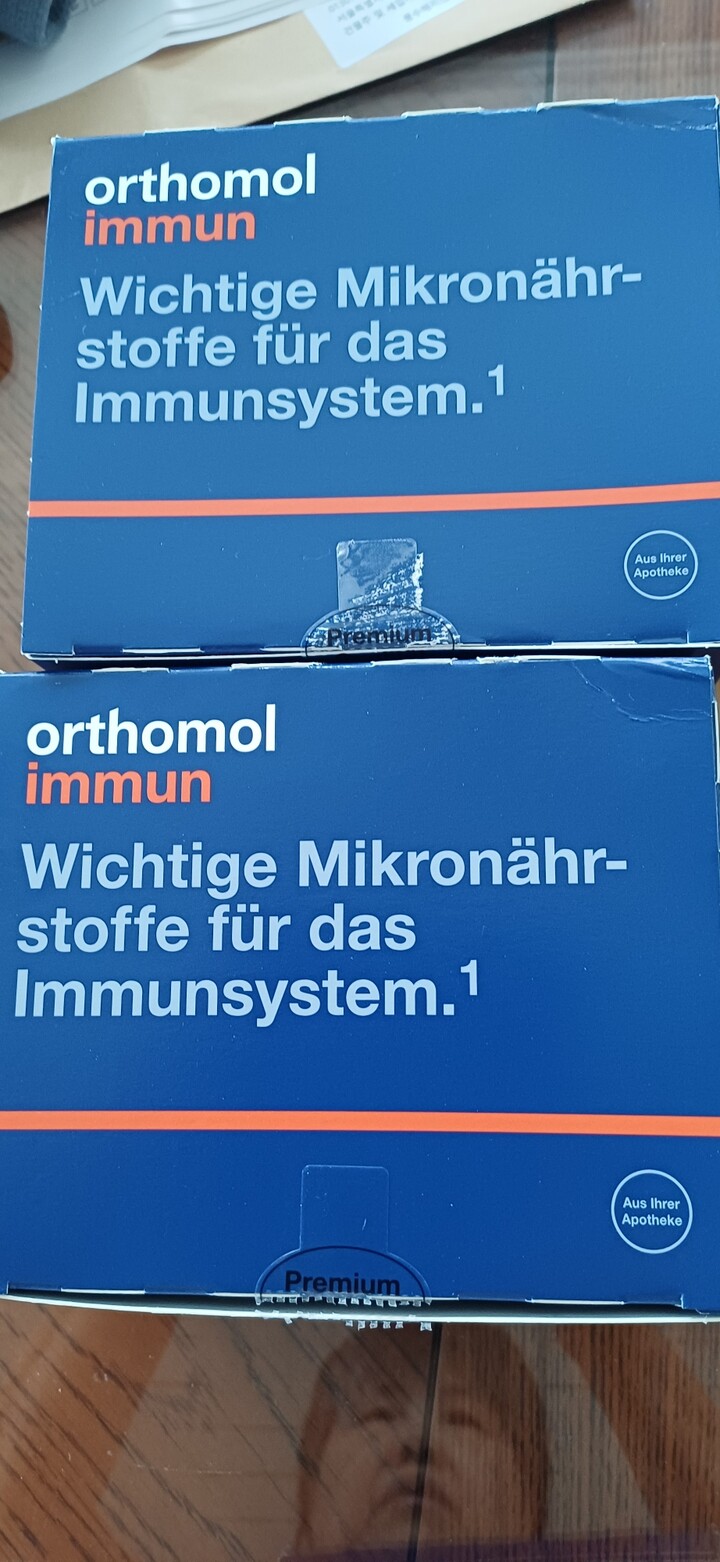 orthomol
immun
Wichtige Mikronähr-
stoffe für das
Immunsystem.¹
Aus Ihrer
Apotheke
Premium
orthomol
immun
Wichtige Mikronähr-
stoffe für das
Immunsystem.¹
Aus Ihrer
Apotheke
Premium